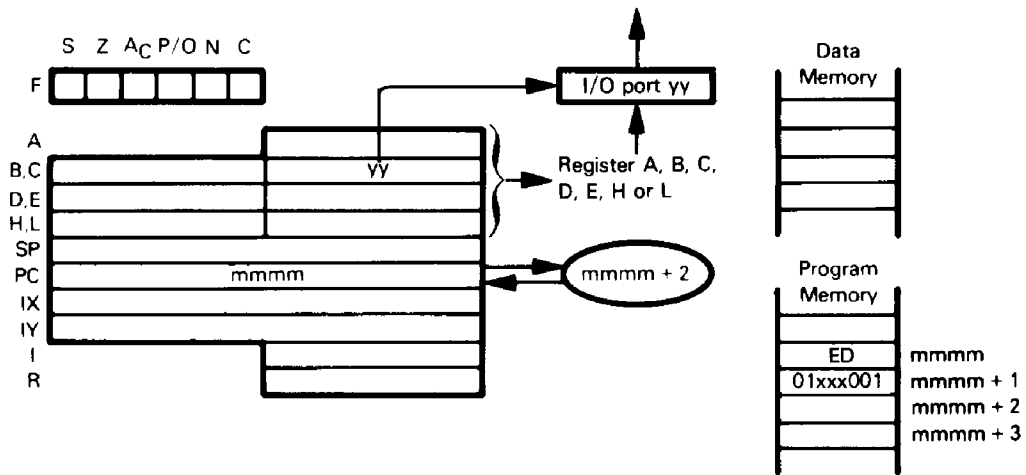 S Z AC P/O N C
F
A
B,C
D,E
H,L
SP
PC
IX
IY
I
R
yy
mmmm
I/O port yy
Register A, B, C,
D, E, H or L
mmmm + 2
Data
Memory
Program
Memory
ED mmmm
01xxx001 mmmm + 1
mmmm + 2
mmmm + 3